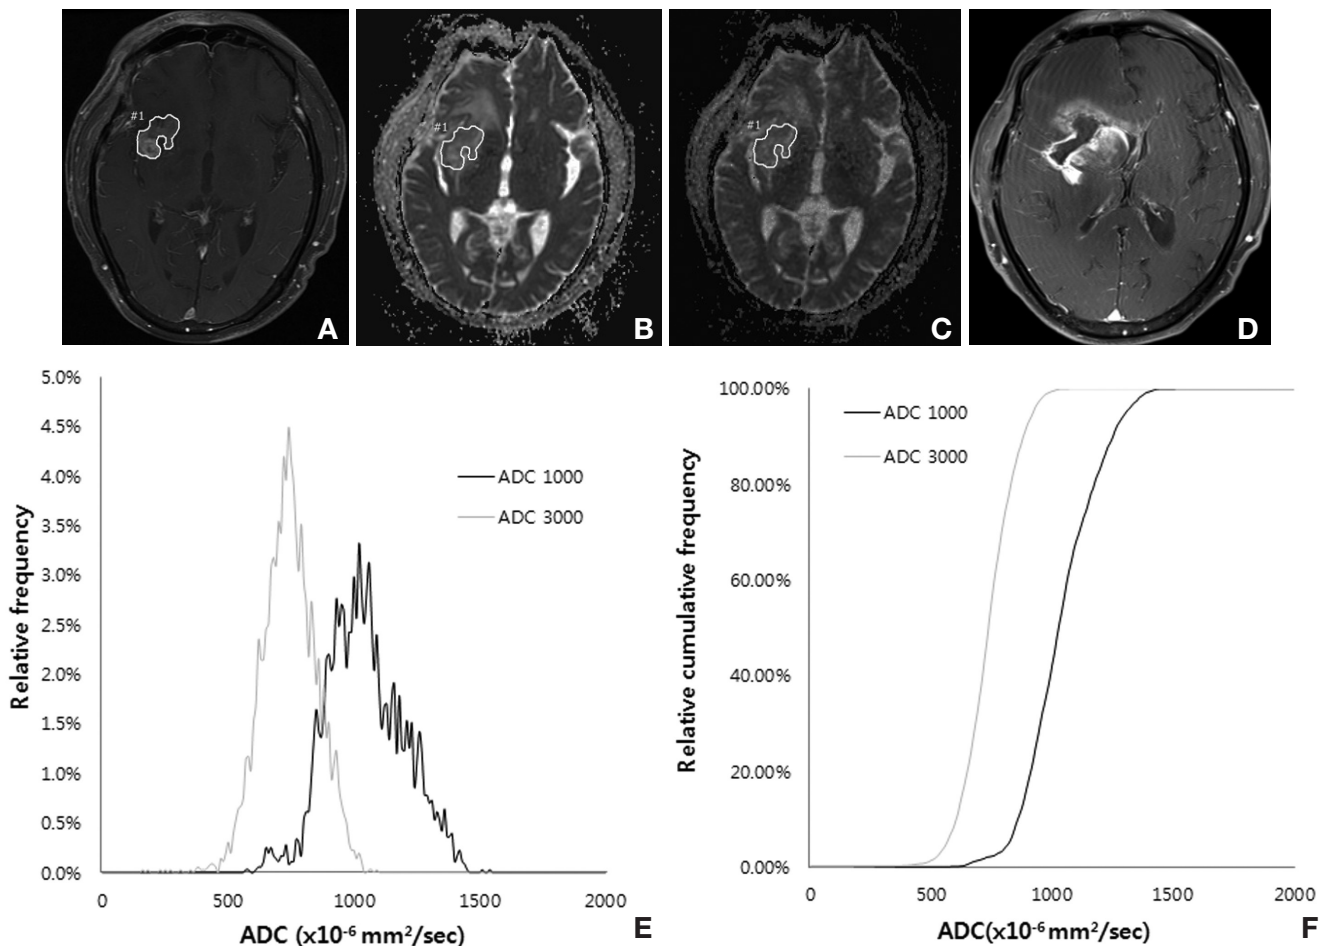 #1
A
#1
B
#1
C
D
5.0%
4.5%
4.0%
3.5%
3.0%
2.5%
2.0%
1.5%
1.0%
0.5%
0.0%
Relative frequency
ADC 1000
ADC 3000
0 500 1000 1500 2000
ADC (x10⁻⁶ mm²/sec)
E
100.00%
80.00%
60.00%
40.00%
20.00%
0.00%
Relative cumulative frequency
ADC 1000
ADC 3000
0 500 1000 1500 2000
ADC(x10⁻⁶ mm²/sec)
F